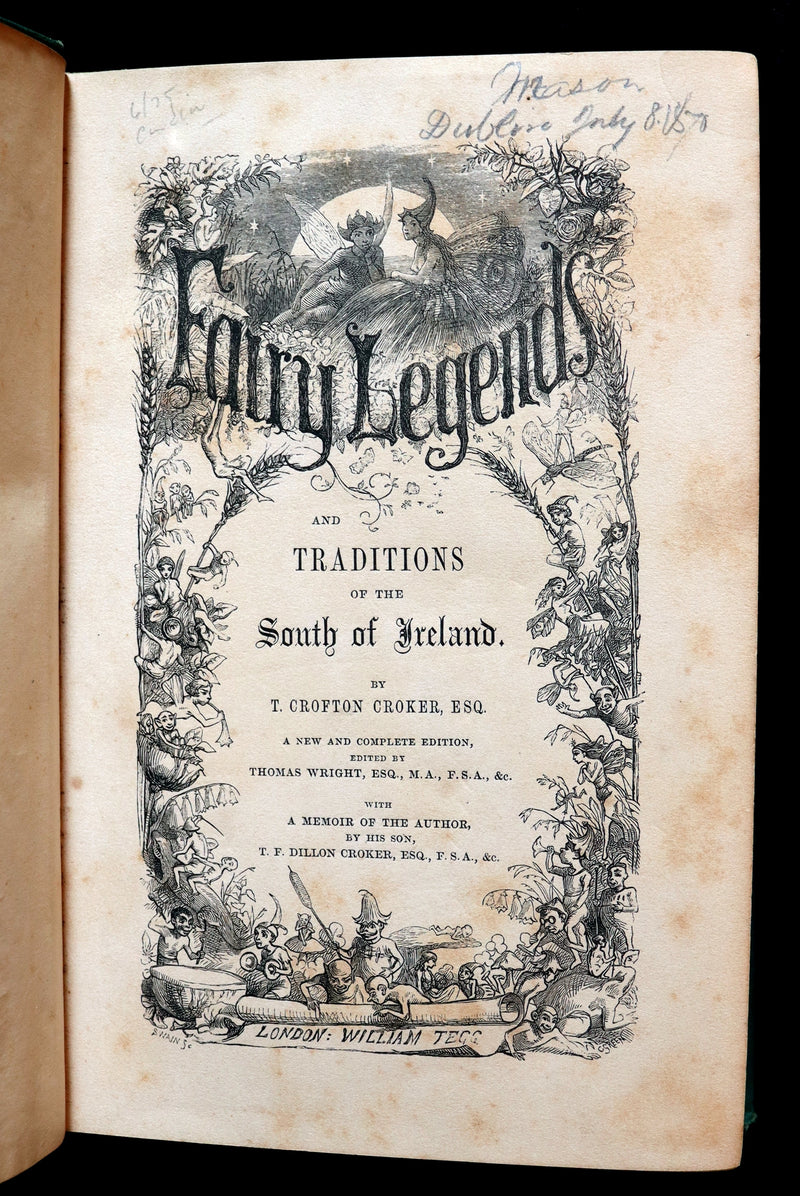 Mason
Dublin July 8.
Fairy Legends
AND
TRADITIONS
OF THE
South of Ireland.
BY
T. CROFTON CROKER, ESQ.
A NEW AND COMPLETE EDITION,
EDITED BY
THOMAS WRIGHT, ESQ., M.A., F.S.A., &c.
WITH
A MEMOIR OF THE AUTHOR,
BY HIS SON,
T. F. DILLON CROKER, ESQ., F.S.A., &c.
LONDON: WILLIAM TEGG